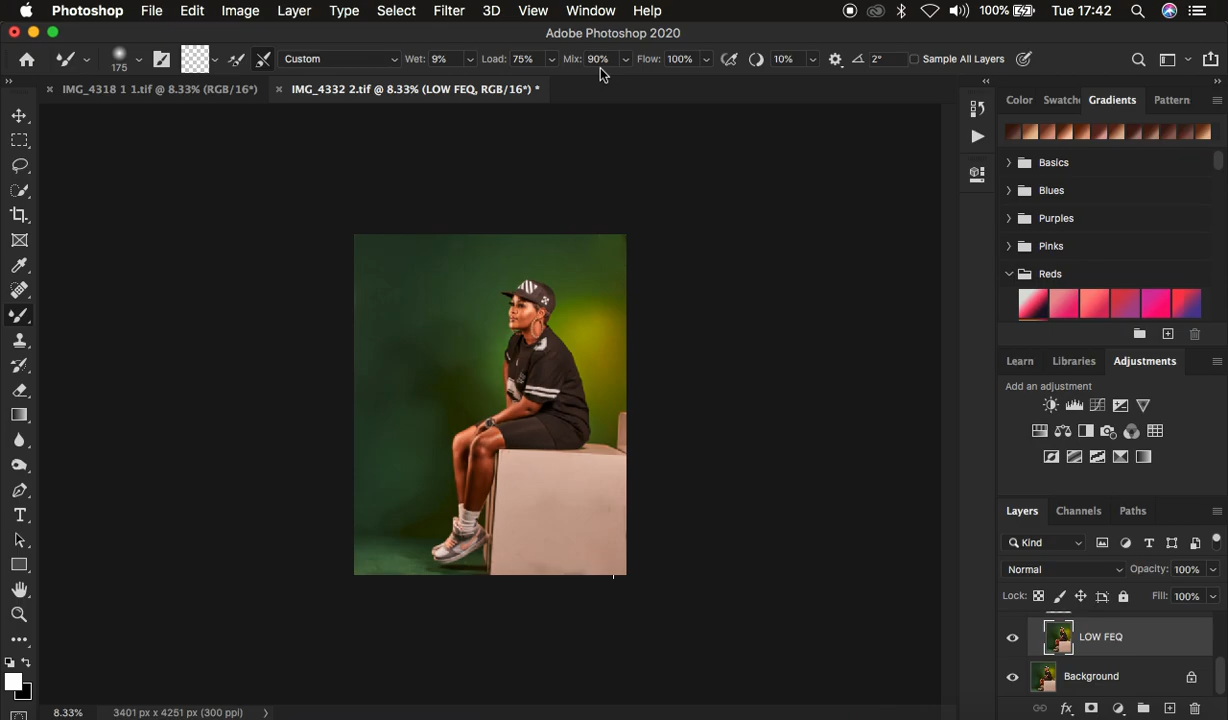 Photoshop File Edit Image Layer Type Select Filter 3D View Window Help 100% Tue 17:42
Adobe Photoshop 2020
175 Custom Wet: 9% Load: 75% Mix: 90% Flow: 100% 10% 2° Sample All Layers
IMG_4318 1 1.tif @ 8.33% (RGB/16*) IMG_4332 2.tif @ 8.33% (LOW FEQ, RGB/16*) *
Color Swatche Gradients Pattern
Basics
Blues
Purples
Pinks
Reds
Learn Libraries Adjustments
Add an adjustment
Layers Channels Paths
Kind
Normal Opacity: 100%
Lock: Fill: 100%
LOW FEQ
Background
8.33% 3401 px x 4251 px (300 ppi)